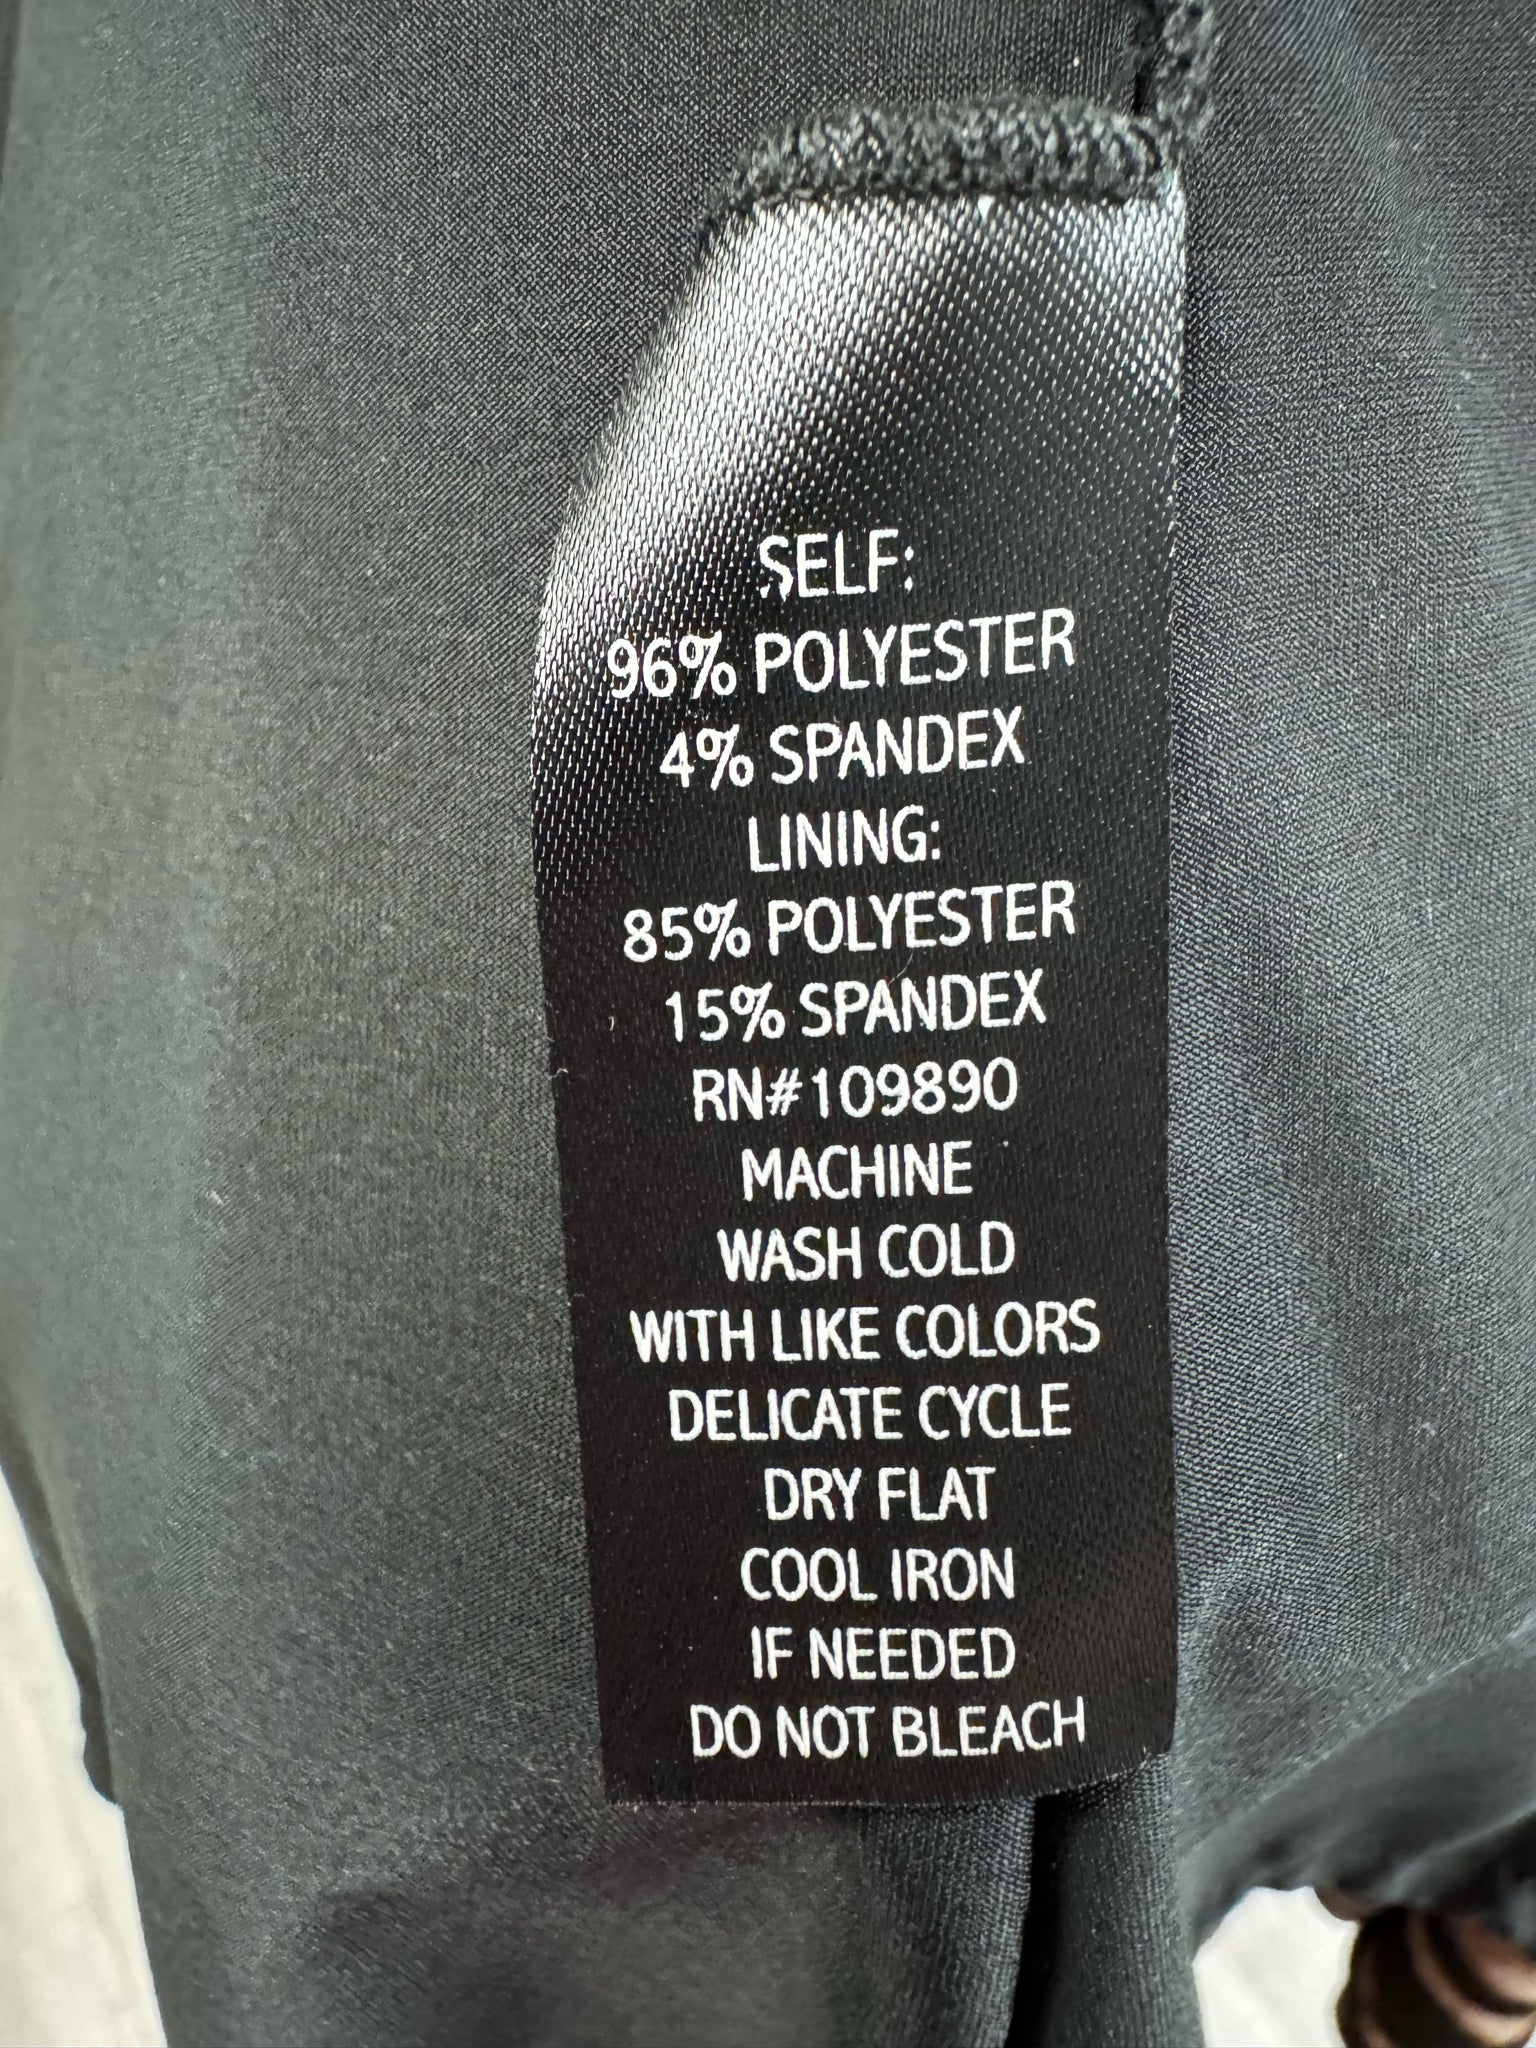 SELF:
96% POLYESTER
4% SPANDEX
LINING:
85% POLYESTER
15% SPANDEX
RN#109890
MACHINE
WASH COLD
WITH LIKE COLORS
DELICATE CYCLE
DRY FLAT
COOL IRON
IF NEEDED
DO NOT BLEACH